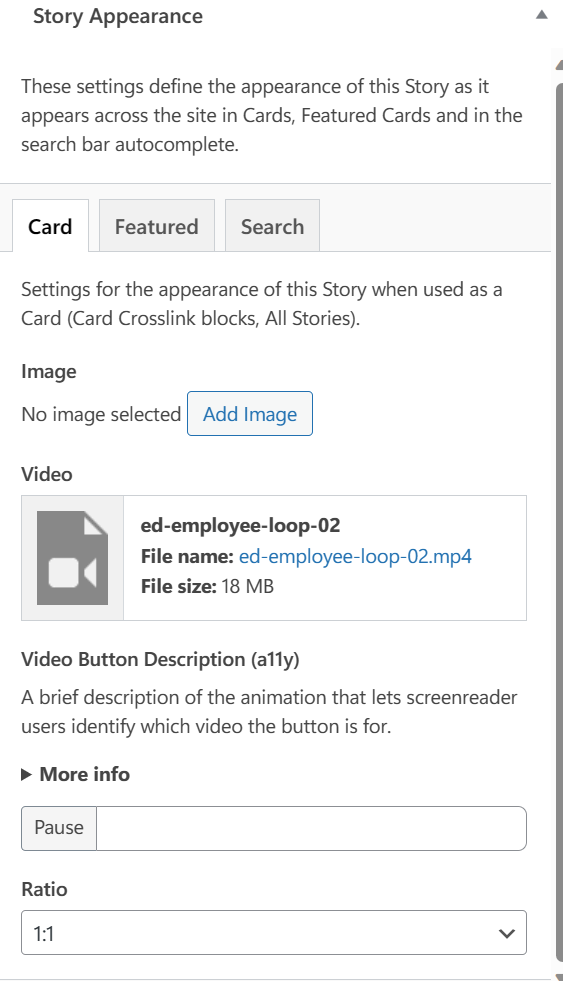 Story Appearance
These settings define the appearance of this Story as it
appears across the site in Cards, Featured Cards and in the
search bar autocomplete.
Card Featured Search
Settings for the appearance of this Story when used as a
Card (Card Crosslink blocks, All Stories).
Image
No image selected Add Image
Video
ed-employee-loop-02
File name: ed-employee-loop-02.mp4
File size: 18 MB
Video Button Description (a11y)
A brief description of the animation that lets screenreader
users identify which video the button is for.
More info
Pause
Ratio
1:1